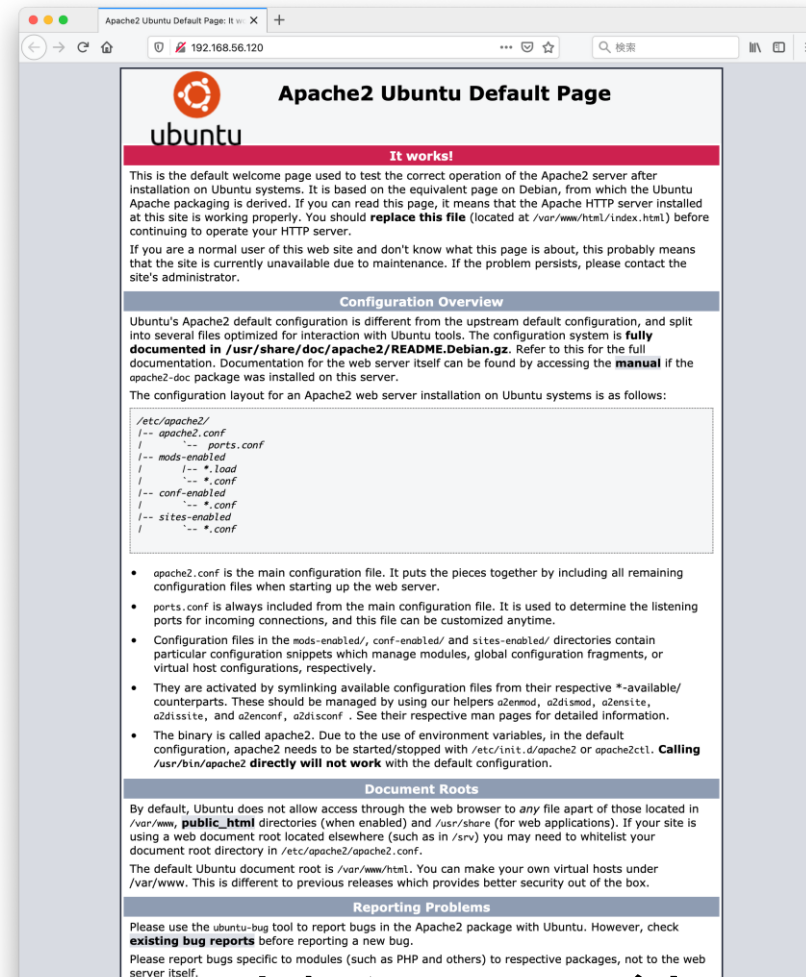 Apache2 Ubuntu Default Page: It wo
192.168.56.120
検索
Apache2 Ubuntu Default Page
ubuntu
It works!
This is the default welcome page used to test the correct operation of the Apache2 server after
installation on Ubuntu systems. It is based on the equivalent page on Debian, from which the Ubuntu
Apache packaging is derived. If you can read this page, it means that the Apache HTTP server installed
at this site is working properly. You should replace this file (located at /var/www/html/index.html) before
continuing to operate your HTTP server.
If you are a normal user of this web site and don't know what this page is about, this probably means
that the site is currently unavailable due to maintenance. If the problem persists, please contact the
site's administrator.
Configuration Overview
Ubuntu's Apache2 default configuration is different from the upstream default configuration, and split
into several files optimized for interaction with Ubuntu tools. The configuration system is fully
documented in /usr/share/doc/apache2/README.Debian.gz. Refer to this for the full
documentation. Documentation for the web server itself can be found by accessing the manual if the
apache2-doc package was installed on this server.
The configuration layout for an Apache2 web server installation on Ubuntu systems is as follows:
/etc/apache2/
|-- apache2.conf
|       `--  ports.conf
|-- mods-enabled
|       |-- *.load
|       `-- *.conf
|-- conf-enabled
|       `-- *.conf
|-- sites-enabled
|       `-- *.conf
• apache2.conf is the main configuration file. It puts the pieces together by including all remaining
configuration files when starting up the web server.
• ports.conf is always included from the main configuration file. It is used to determine the listening
ports for incoming connections, and this file can be customized anytime.
• Configuration files in the mods-enabled/, conf-enabled/ and sites-enabled/ directories contain
particular configuration snippets which manage modules, global configuration fragments, or
virtual host configurations, respectively.
• They are activated by symlinking available configuration files from their respective *-available/
counterparts. These should be managed by using our helpers a2enmod, a2dismod, a2ensite,
a2dissite, and a2enconf, a2disconf . See their respective man pages for detailed information.
• The binary is called apache2. Due to the use of environment variables, in the default
configuration, apache2 needs to be started/stopped with /etc/init.d/apache2 or apache2ctl. Calling
/usr/bin/apache2 directly will not work with the default configuration.
Document Roots
By default, Ubuntu does not allow access through the web browser to any file apart of those located in
/var/www, public_html directories (when enabled) and /usr/share (for web applications). If your site is
using a web document root located elsewhere (such as in /srv) you may need to whitelist your
document root directory in /etc/apache2/apache2.conf.
The default Ubuntu document root is /var/www/html. You can make your own virtual hosts under
/var/www. This is different to previous releases which provides better security out of the box.
Reporting Problems
Please use the ubuntu-bug tool to report bugs in the Apache2 package with Ubuntu. However, check
existing bug reports before reporting a new bug.
Please report bugs specific to modules (such as PHP and others) to respective packages, not to the web
server itself.